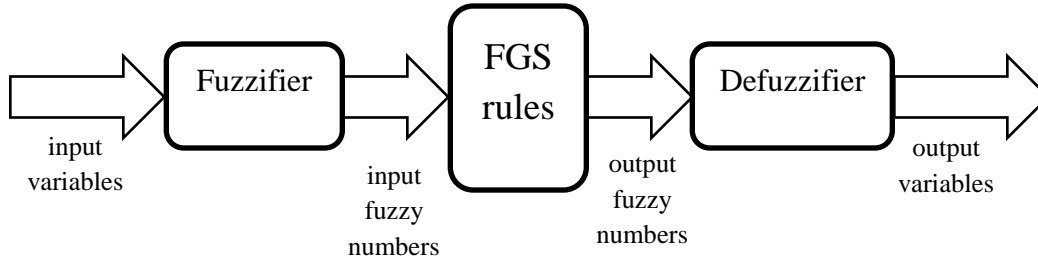 Fuzzifier
FGS
rules
Defuzzifier
input
variables
input
fuzzy
numbers
output
fuzzy
numbers
output
variables